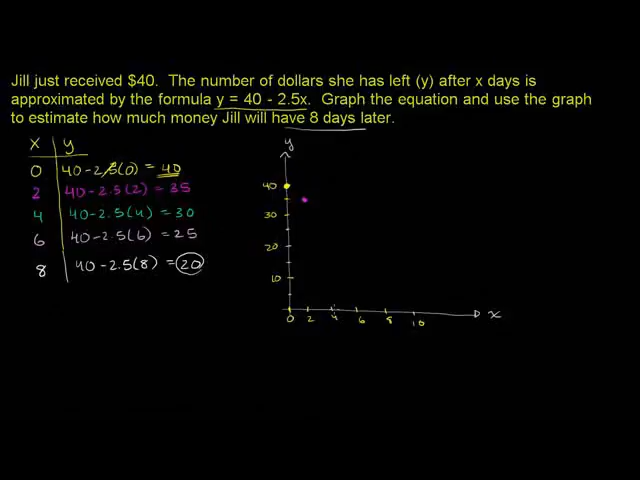 Jill just received $40. The number of dollars she has left (y) after x days is
approximated by the formula y = 40 - 2.5x. Graph the equation and use the graph
to estimate how much money Jill will have 8 days later.
x y
0 40-2.5(0) = 40
2 40-2.5(2) = 35
4 40-2.5(4) = 30
6 40-2.5(6) = 25
8 40-2.5(8) = 20
y
40
30
20
10
0 2 4 6 8 10
x